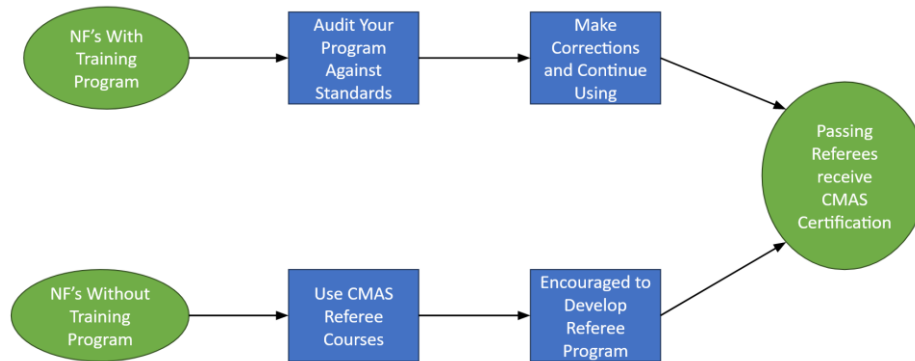 NF's With
Training
Program
Audit Your
Program
Against
Standards
Make
Corrections
and Continue
Using
Passing
Referees
receive
CMAS
Certification
NF's Without
Training
Program
Use CMAS
Referee
Courses
Encouraged to
Develop
Referee
Program